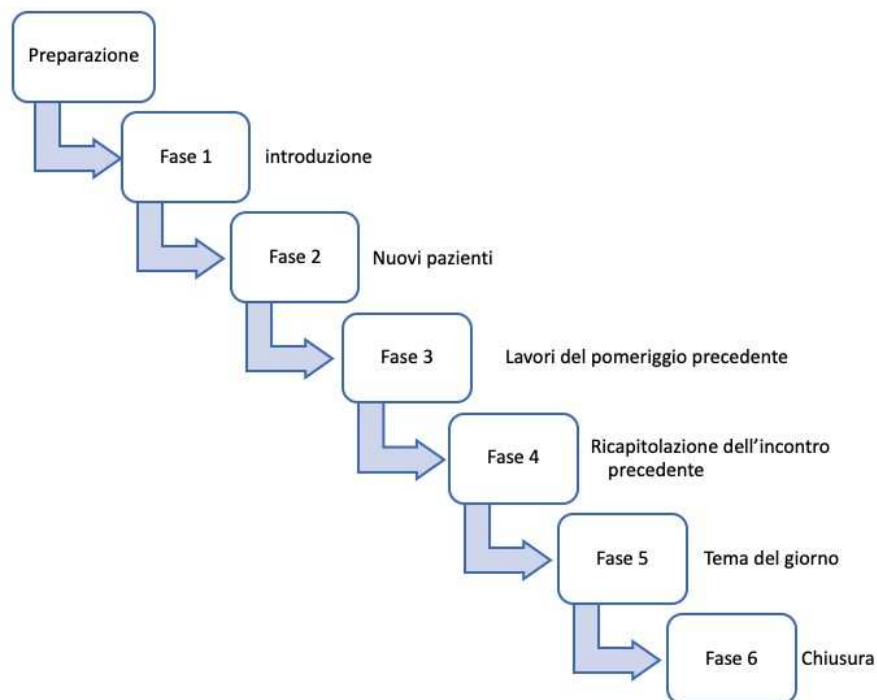 Preparazione
Fase 1
introduzione
Fase 2
Nuovi pazienti
Fase 3
Lavori del pomeriggio precedente
Fase 4
Ricapitolazione dell'incontro
precedente
Fase 5
Tema del giorno
Fase 6
Chiusura